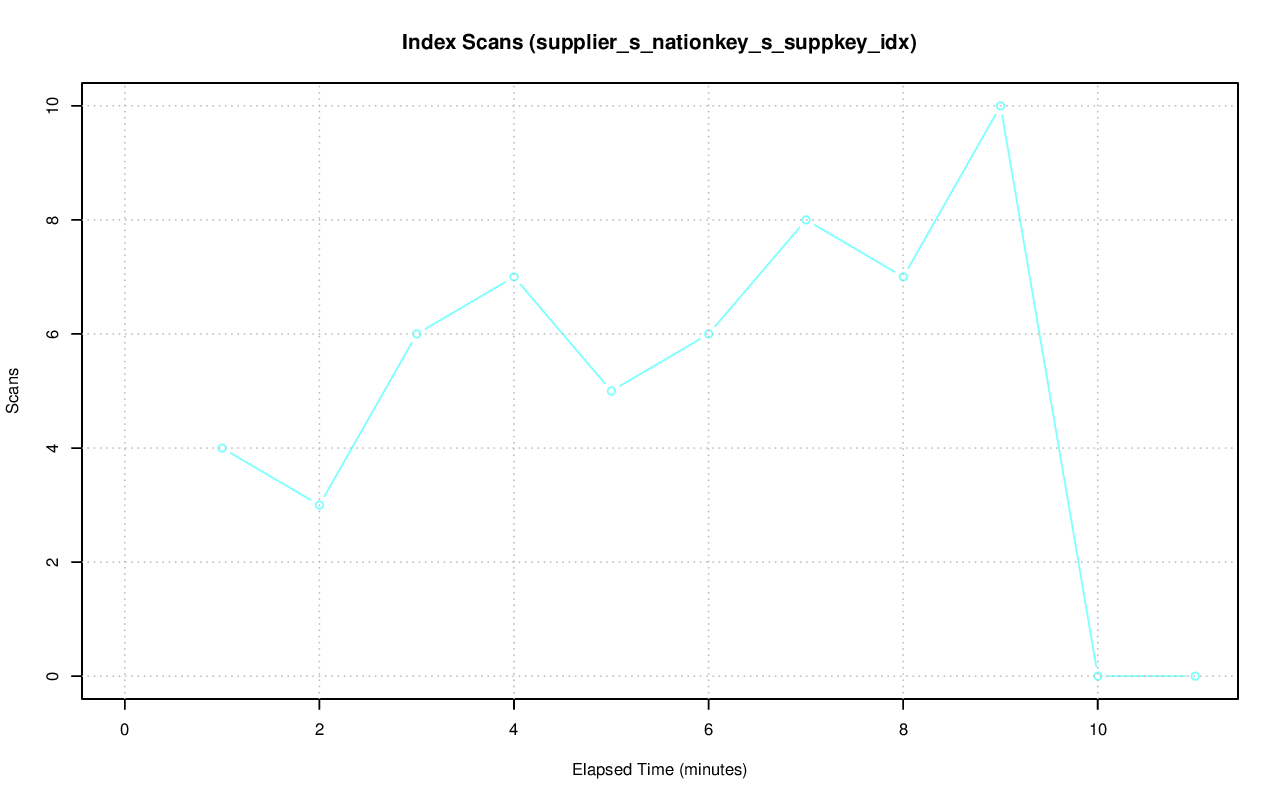 Index Scans (supplier_s_nationkey_s_suppkey_idx)
10
8
6
4
2
0
Scans
0 2 4 6 8 10
Elapsed Time (minutes)